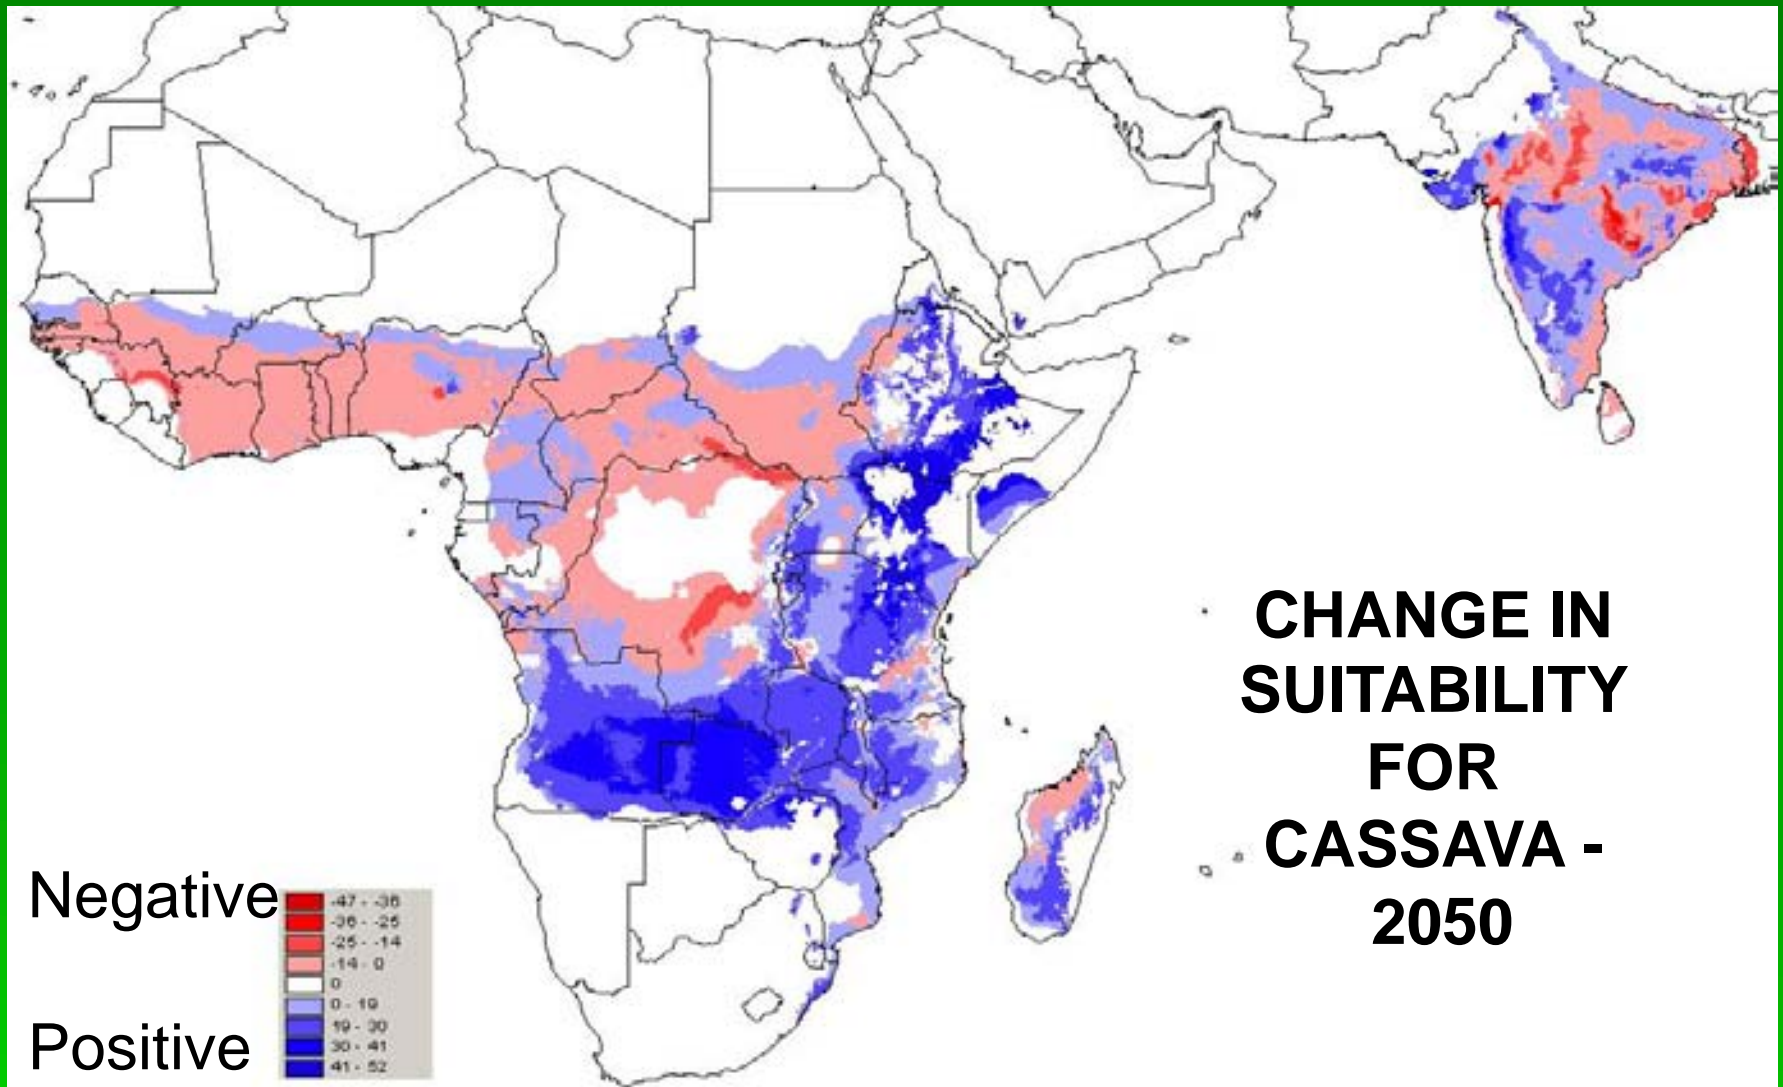 CHANGE IN
SUITABILITY
FOR
CASSAVA -
2050
Negative
-47 - -36
-36 - -25
-25 - -14
-14 - 0
0
0 - 19
19 - 30
30 - 41
41 - 52
Positive